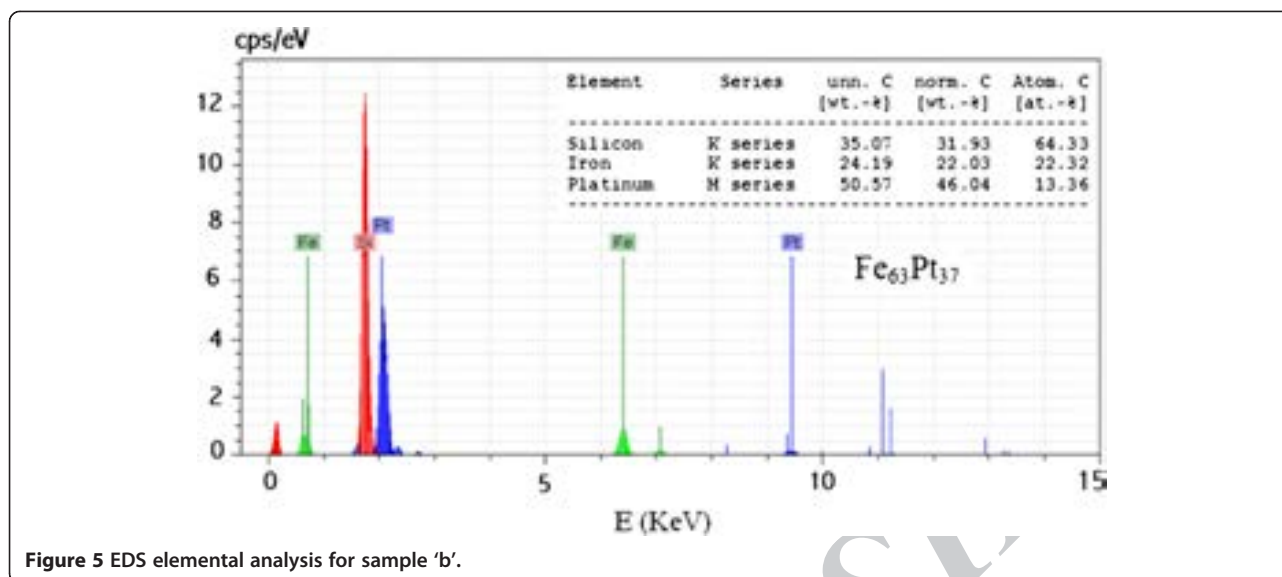 cps/eV
Element Series unn. C norm. C Atom. C
[wt.-%] [wt.-%] [at.-%]
Silicon K series 35.07 31.93 64.33
Iron K series 24.19 22.03 22.32
Platinum M series 50.57 46.04 13.36
12
10
8
6
4
2
0
Fe Pt Fe Pt
Fe₆₃Pt₃₇
0 5 10 15
E (KeV)
Figure 5 EDS elemental analysis for sample ‘b’.